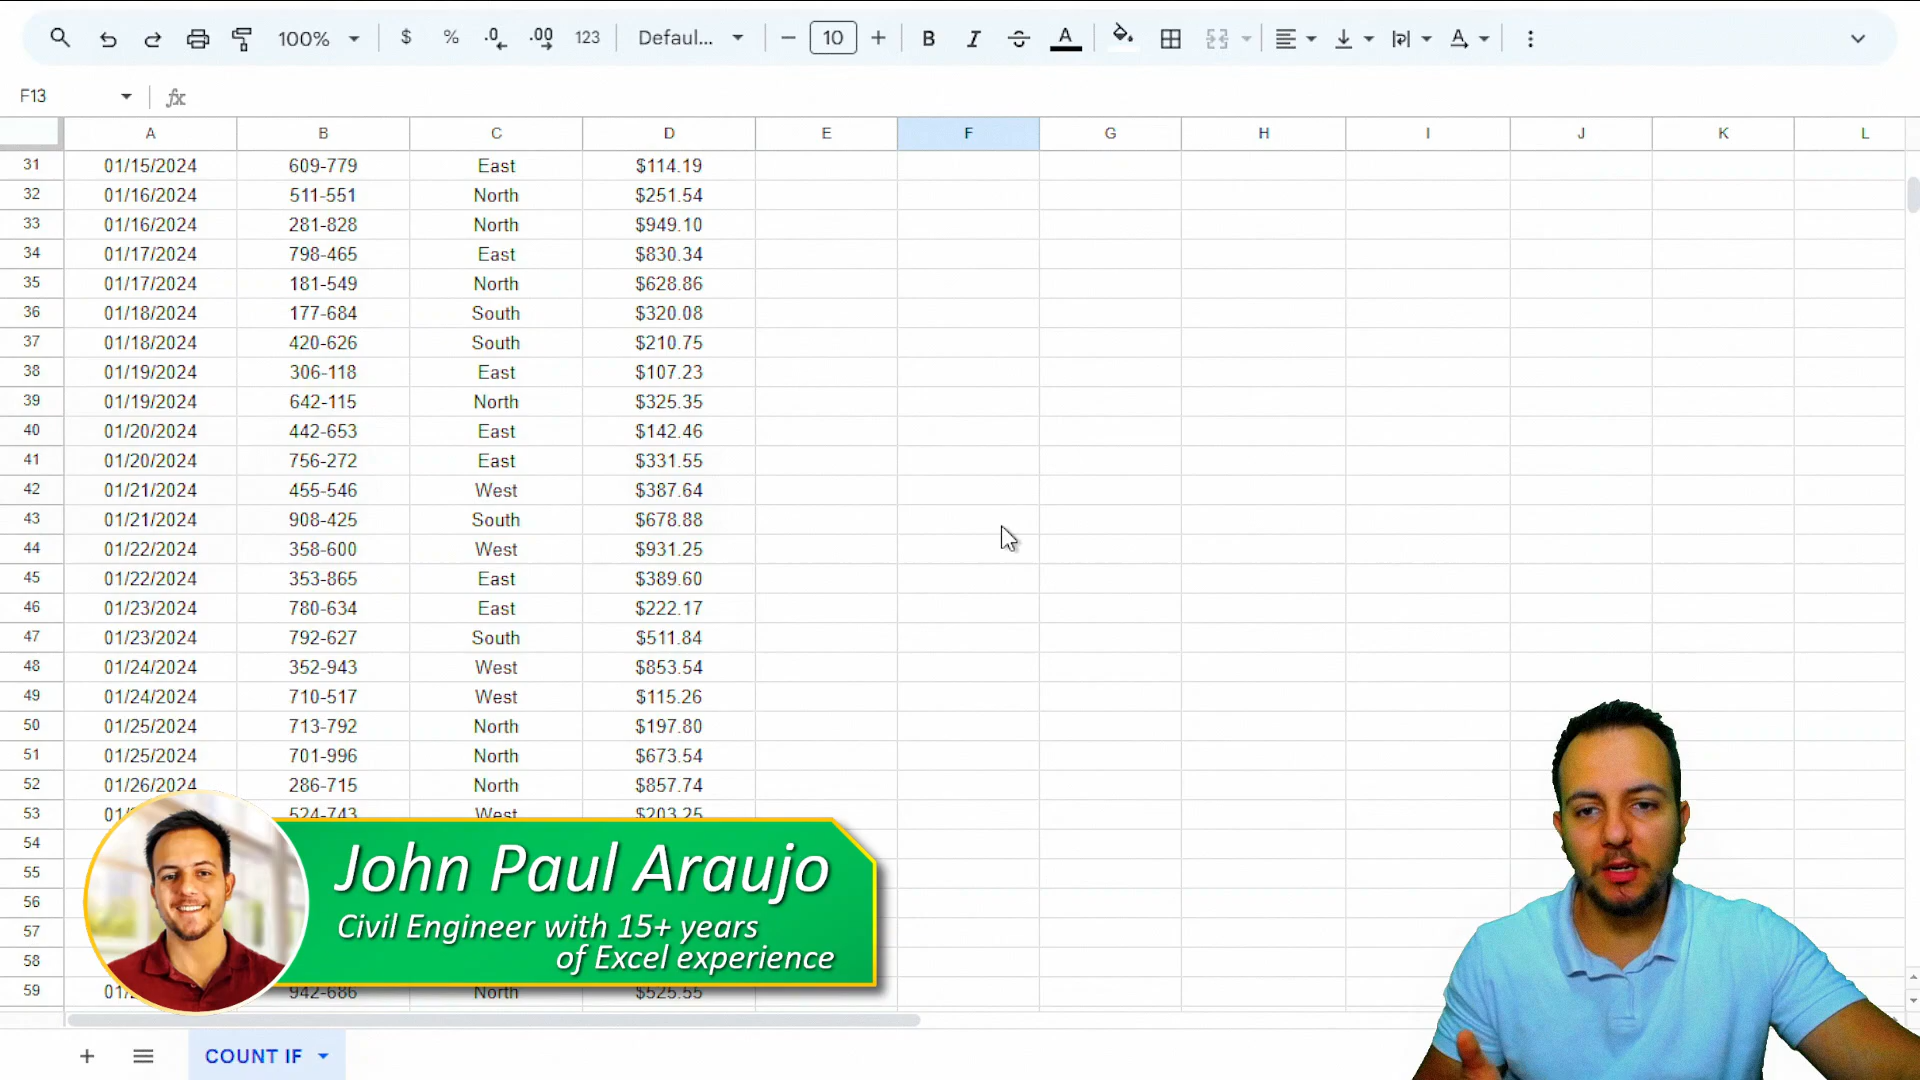 100% $ % .0 .00 123 Defaul... 10 B I A
F13 fx
A B C D E F G H I J K L
31 01/15/2024 609-779 East $114.19
32 01/16/2024 511-551 North $251.54
33 01/16/2024 281-828 North $949.10
34 01/17/2024 798-465 East $830.34
35 01/17/2024 181-549 North $628.86
36 01/18/2024 177-684 South $320.08
37 01/18/2024 420-626 South $210.75
38 01/19/2024 306-118 East $107.23
39 01/19/2024 642-115 North $325.35
40 01/20/2024 442-653 East $142.46
41 01/20/2024 756-272 East $331.55
42 01/21/2024 455-546 West $387.64
43 01/21/2024 908-425 South $678.88
44 01/22/2024 358-600 West $931.25
45 01/22/2024 353-865 East $389.60
46 01/23/2024 780-634 East $222.17
47 01/23/2024 792-627 South $511.84
48 01/24/2024 352-943 West $853.54
49 01/24/2024 710-517 West $115.26
50 01/25/2024 713-792 North $197.80
51 01/25/2024 701-996 North $673.54
52 01/26/2024 286-715 North $857.74
53 524-743 West $203.25
54
55
56
57
58
59 942-686 North $525.55
John Paul Araujo
Civil Engineer with 15+ years
of Excel experience
COUNT IF